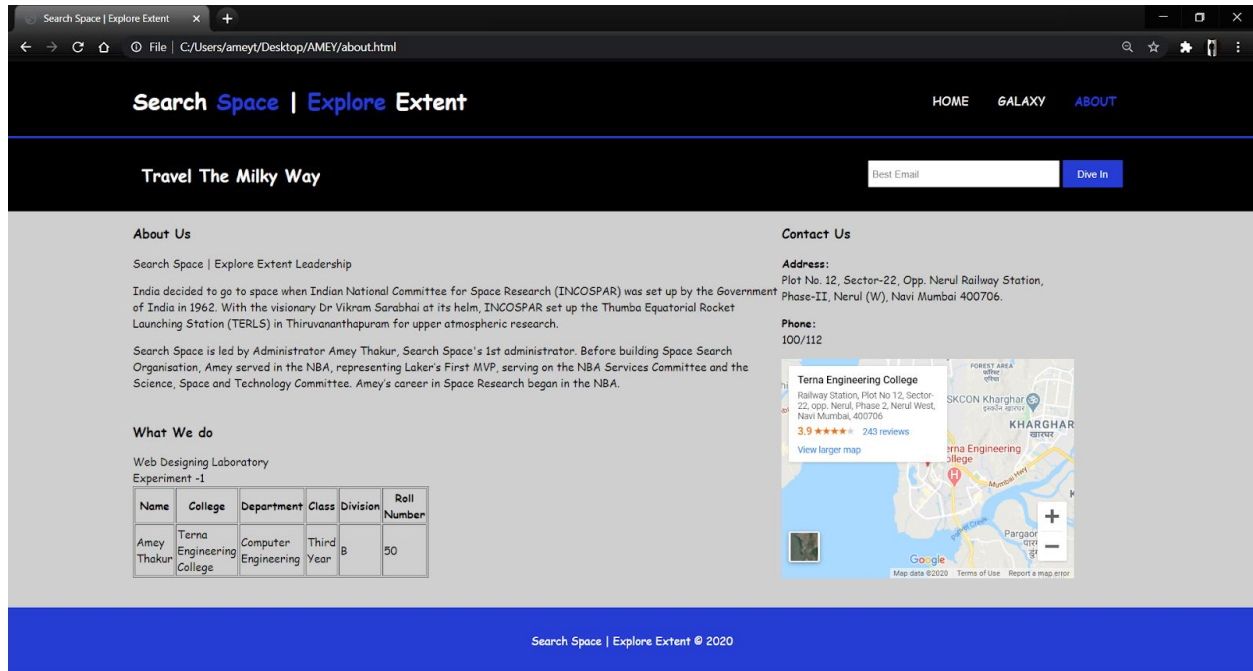 Search Space | Explore Extent
File | C:/Users/ameyt/Desktop/AMEY/about.html
Search Space | Explore Extent
HOME GALAXY ABOUT
Travel The Milky Way
Best Email
Dive In
About Us
Search Space | Explore Extent Leadership
India decided to go to space when Indian National Committee for Space Research (INCOSPAR) was set up by the Government
of India in 1962. With the visionary Dr Vikram Sarabhai at its helm, INCOSPAR set up the Thumba Equatorial Rocket
Launching Station (TERLS) in Thiruvananthapuram for upper atmospheric research.
Search Space is led by Administrator Amey Thakur, Search Space's 1st administrator. Before building Space Search
Organisation, Amey served in the NBA, representing Laker's First MVP, serving on the NBA Services Committee and the
Science, Space and Technology Committee. Amey's career in Space Research began in the NBA.
What We do
Web Designing Laboratory
Experiment -1
Name College Department Class Division Roll Number
Amey Thakur Terna Engineering College Computer Engineering Third Year B 50
Contact Us
Address:
Plot No. 12, Sector-22, Opp. Nerul Railway Station,
Phase-II, Nerul (W), Navi Mumbai 400706.
Phone:
100/112
Terna Engineering College
Railway Station, Plot No 12, Sector-
22, opp. Nerul, Phase 2, Nerul West,
Navi Mumbai, 400706
3.9 ★★★★ 243 reviews
View larger map
FOREST AREA
SKCON Kharghar
KHARGHAR
खारघर
Engineering
Mumbai Hwy
Google
Map data ©2020 Terms of Use Report a map error
Search Space | Explore Extent © 2020